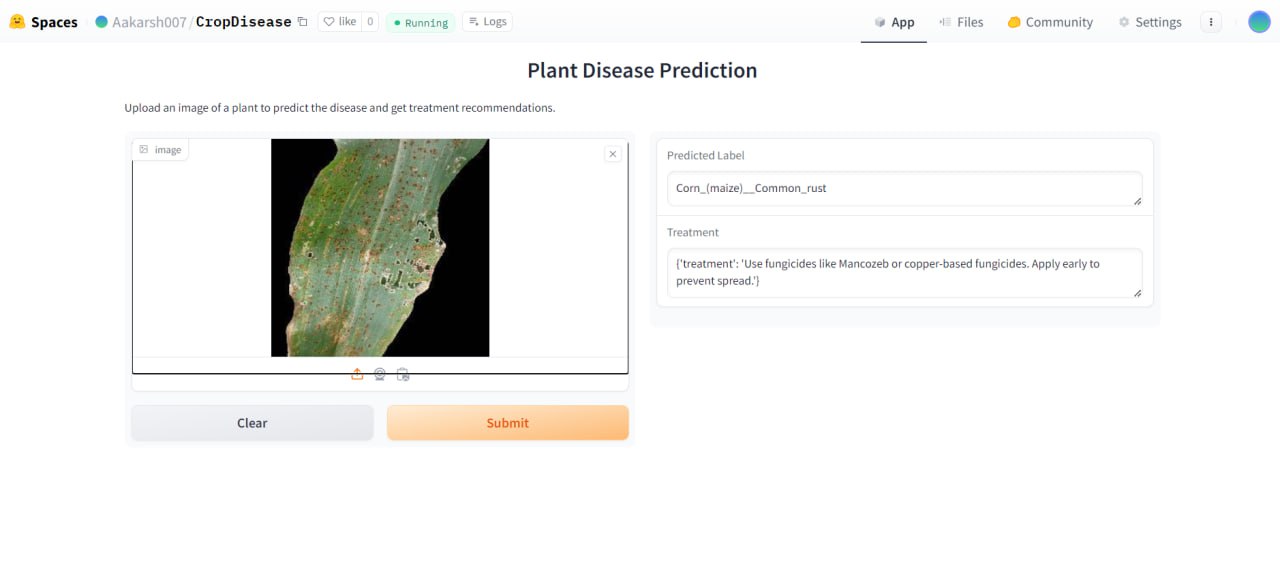 Spaces
Aakarsh007/CropDisease
like 0
Running
Logs
App
Files
Community
Settings
Plant Disease Prediction
Upload an image of a plant to predict the disease and get treatment recommendations.
image
Clear
Submit
Predicted Label
Corn_(maize)__Common_rust
Treatment
{'treatment': 'Use fungicides like Mancozeb or copper-based fungicides. Apply early to
prevent spread.'}